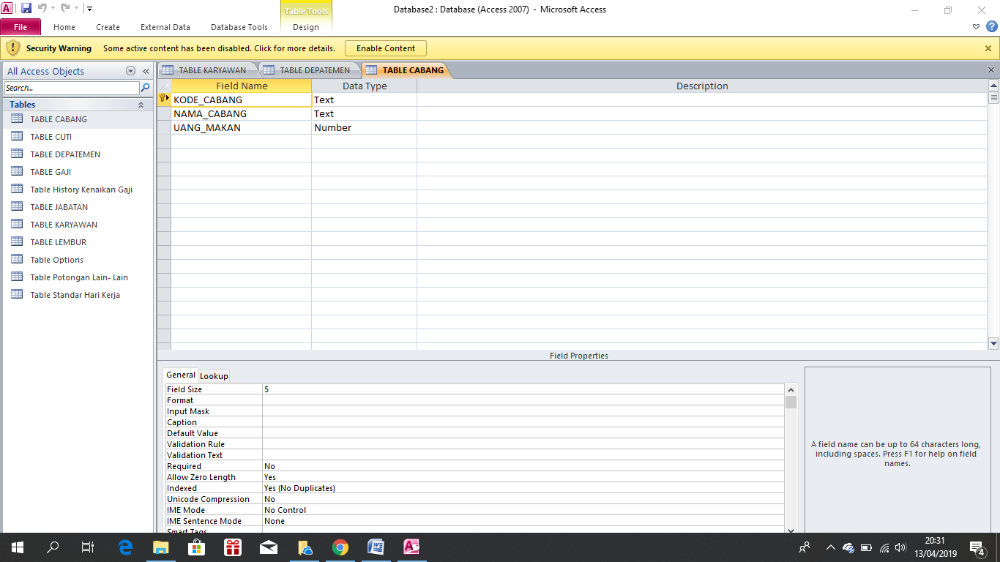 Table Tools
Database2 : Database (Access 2007) - Microsoft Access
File Home Create External Data Database Tools Design
Security Warning Some active content has been disabled. Click for more details. Enable Content
All Access Objects
Search...
Tables
TABLE CABANG
TABLE CUTI
TABLE DEPATEMEN
TABLE GAJI
Table History Kenaikan Gaji
TABLE JABATAN
TABLE KARYAWAN
TABLE LEMBUR
Table Options
Table Potongan Lain- Lain
Table Standar Hari Kerja
TABLE KARYAWAN TABLE DEPATEMEN TABLE CABANG
Field Name Data Type Description
KODE_CABANG Text
NAMA_CABANG Text
UANG_MAKAN Number
Field Properties
General Lookup
Field Size 5
Format
Input Mask
Caption
Default Value
Validation Rule
Validation Text
Required No
Allow Zero Length Yes
Indexed Yes (No Duplicates)
Unicode Compression No
IME Mode No Control
IME Sentence Mode None
Smart Tags
A field name can be up to 64 characters long,
including spaces. Press F1 for help on field
names.
20:31
13/04/2019
4